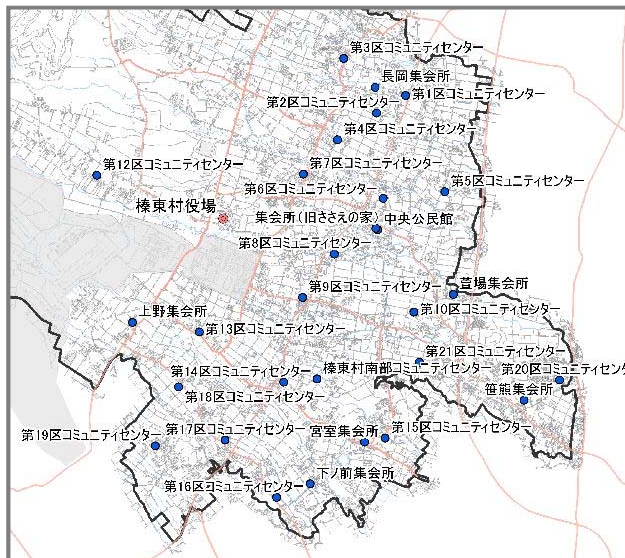 第3区コミュニティセンター
長岡集会所
第1区コミュニティセンター
第2区コミュニティセンター
第4区コミュニティセンター
第12区コミュニティセンター
第7区コミュニティセンター
第6区コミュニティセンター
第5区コミュニティセンター
榛東村役場
集会所(旧ささえの家)
中央公民館
第8区コミュニティセンター
第9区コミュニティセンター
萱場集会所
上野集会所
第10区コミュニティセンター
第13区コミュニティセンター
第21区コミュニティセンター
第14区コミュニティセンター
榛東村南部コミュニティセンター
第20区コミュニティセンタ
第18区コミュニティセンター
笹熊集会所
第19区コミュニティセンター
第17区コミュニティセンター
宮室集会所
第15区コミュニティセンター
下ノ前集会所
第16区コミュニティセンター